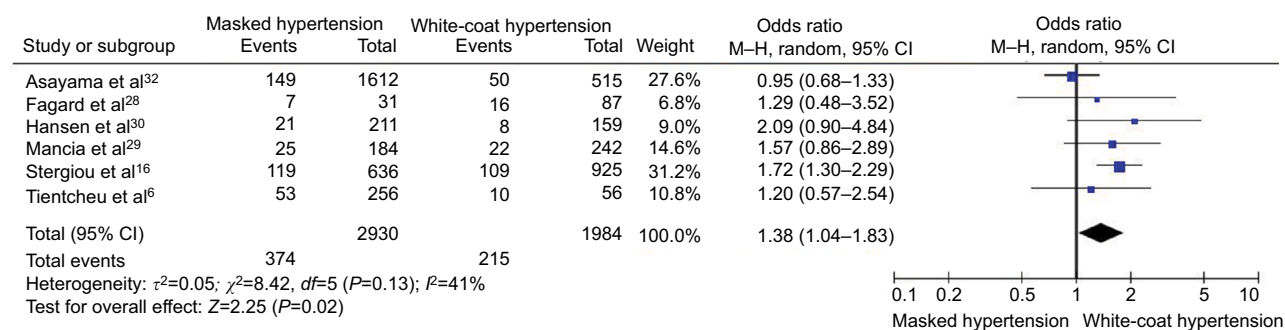 Masked hypertension White-coat hypertension Odds ratio Odds ratio
Study or subgroup Events Total Events Total Weight M–H, random, 95% CI M–H, random, 95% CI
Asayama et al32 149 1612 50 515 27.6% 0.95 (0.68–1.33)
Fagard et al28 7 31 16 87 6.8% 1.29 (0.48–3.52)
Hansen et al30 21 211 8 159 9.0% 2.09 (0.90–4.84)
Mancia et al29 25 184 22 242 14.6% 1.57 (0.86–2.89)
Stergiou et al16 119 636 109 925 31.2% 1.72 (1.30–2.29)
Tientcheu et al6 53 256 10 56 10.8% 1.20 (0.57–2.54)
Total (95% CI) 2930 1984 100.0% 1.38 (1.04–1.83)
Total events 374 215
Heterogeneity: τ2=0.05; χ2=8.42, df=5 (P=0.13); I2=41%
Test for overall effect: Z=2.25 (P=0.02)
0.1 0.2 0.5 1 2 5 10
Masked hypertension White-coat hypertension